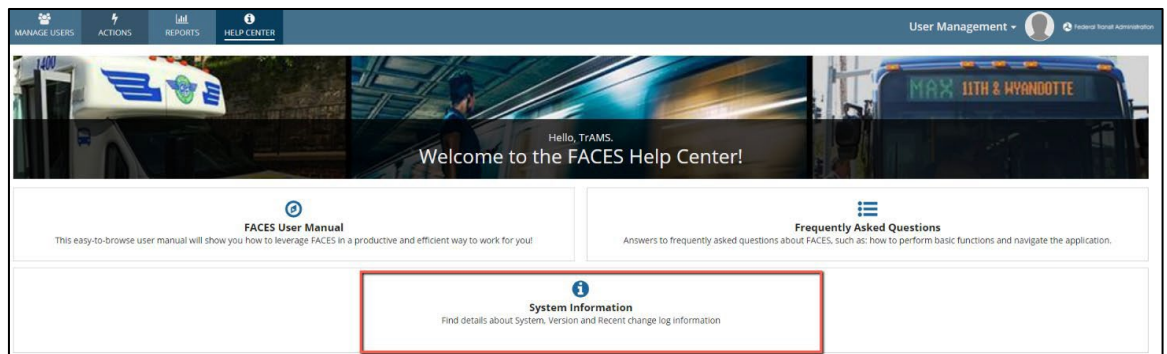 MANAGE USERS
ACTIONS
REPORTS
HELP CENTER
User Management
Federal Transit Administration
1400
MAX 11TH & WYANDOTTE
Hello, TrAMS.
Welcome to the FACES Help Center!
FACES User Manual
This easy-to-browse user manual will show you how to leverage FACES in a productive and efficient way to work for you!
Frequently Asked Questions
Answers to frequently asked questions about FACES, such as: how to perform basic functions and navigate the application.
System Information
Find details about System, Version and Recent change log information